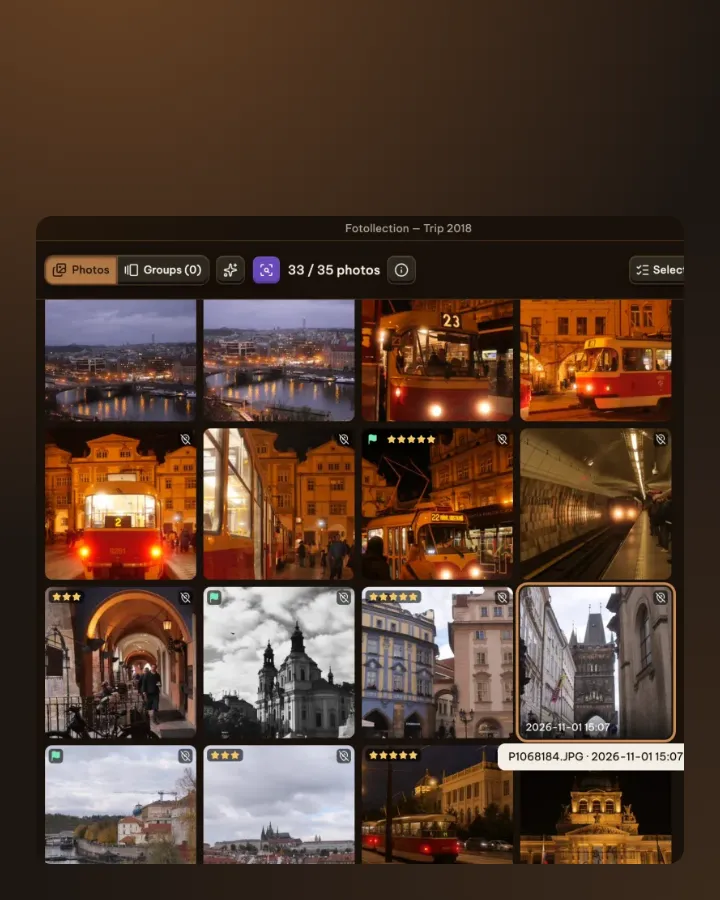 Fotollection — Trip 2018
Photos
Groups (0)
33 / 35 photos
Select
23
2
22
2026-11-01 15:07
P1068184.JPG · 2026-11-01 15:07